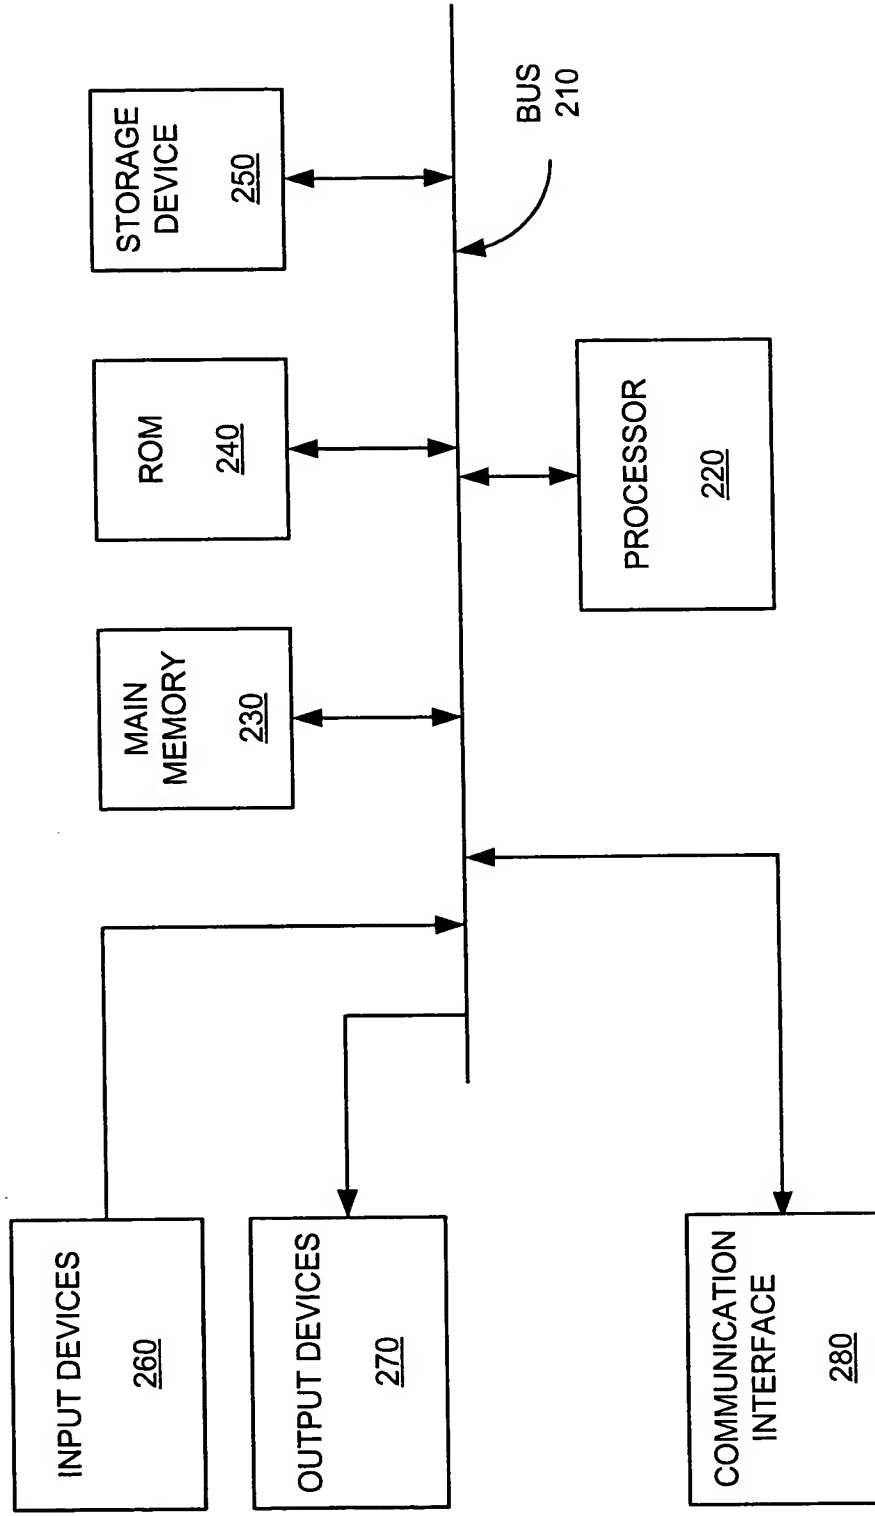 INPUT DEVICES
260
OUTPUT DEVICES
270
COMMUNICATION
INTERFACE
280
MAIN
MEMORY
230
ROM
240
STORAGE
DEVICE
250
PROCESSOR
220
BUS
210